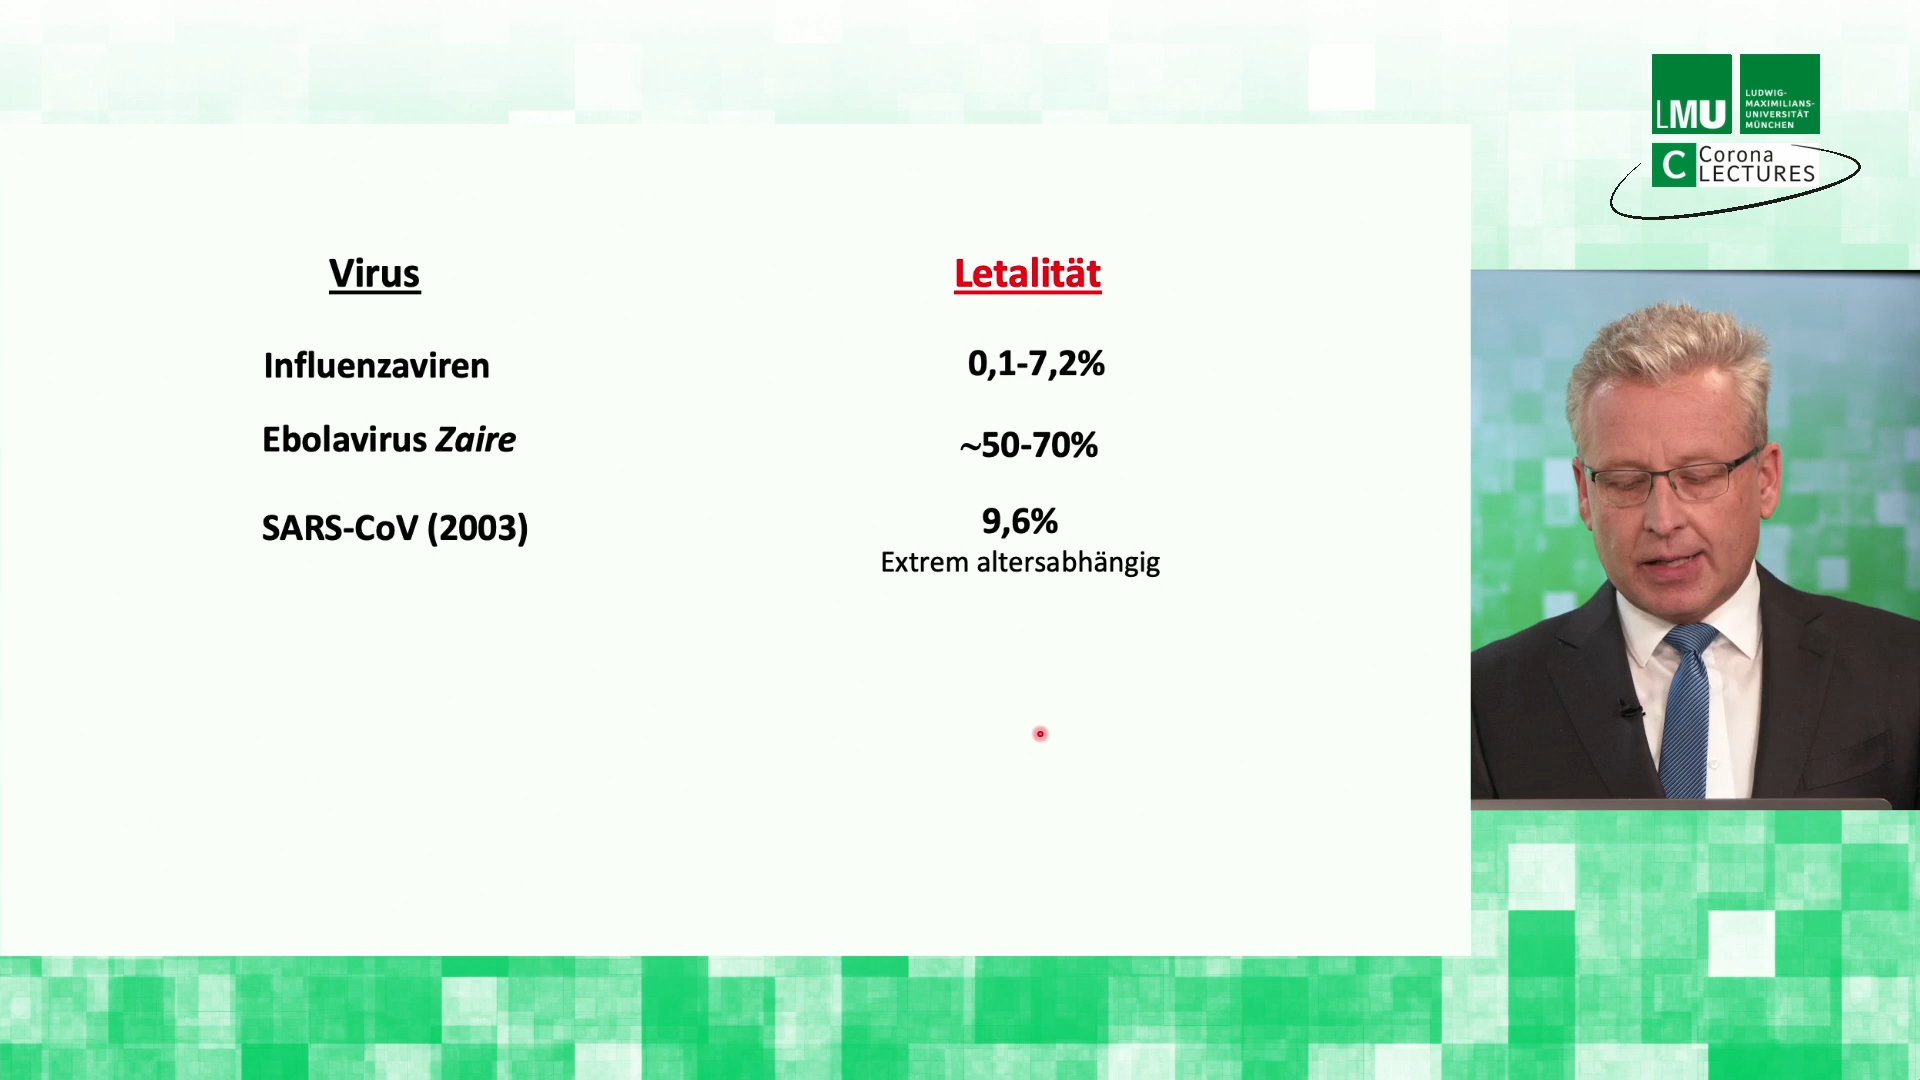 LMU
LUDWIG-
MAXIMILIANS-
UNIVERSITÄT
MÜNCHEN
C Corona
LECTURES
Virus Letalität
Influenzaviren 0,1-7,2%
Ebolavirus Zaire ~50-70%
SARS-CoV (2003) 9,6%
Extrem altersabhängig